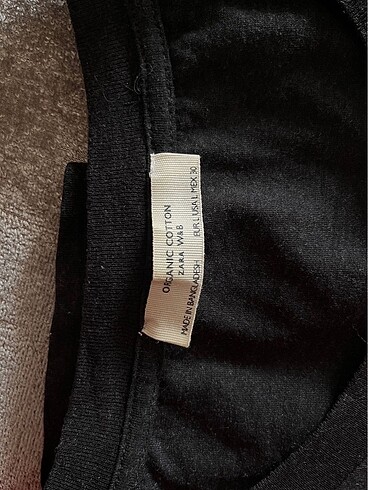 ORGANIC COTTON
ZARA W&B
EUR L USA L MEX 30
MADE IN BANGLADESH